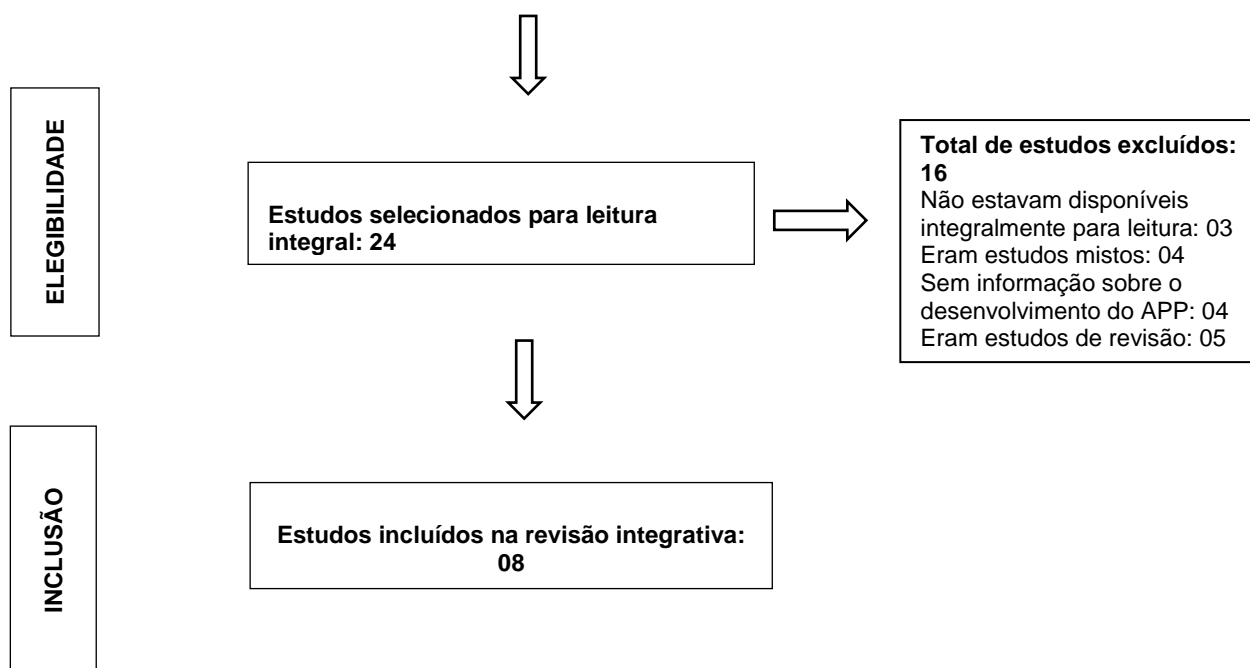 ELEGIBILIDADE
Estudos selecionados para leitura
integral: 24
Total de estudos excluídos:
16
Não estavam disponíveis
integralmente para leitura: 03
Eram estudos mistos: 04
Sem informação sobre o
desenvolvimento do APP: 04
Eram estudos de revisão: 05
INCLUSÃO
Estudos incluídos na revisão integrativa:
08